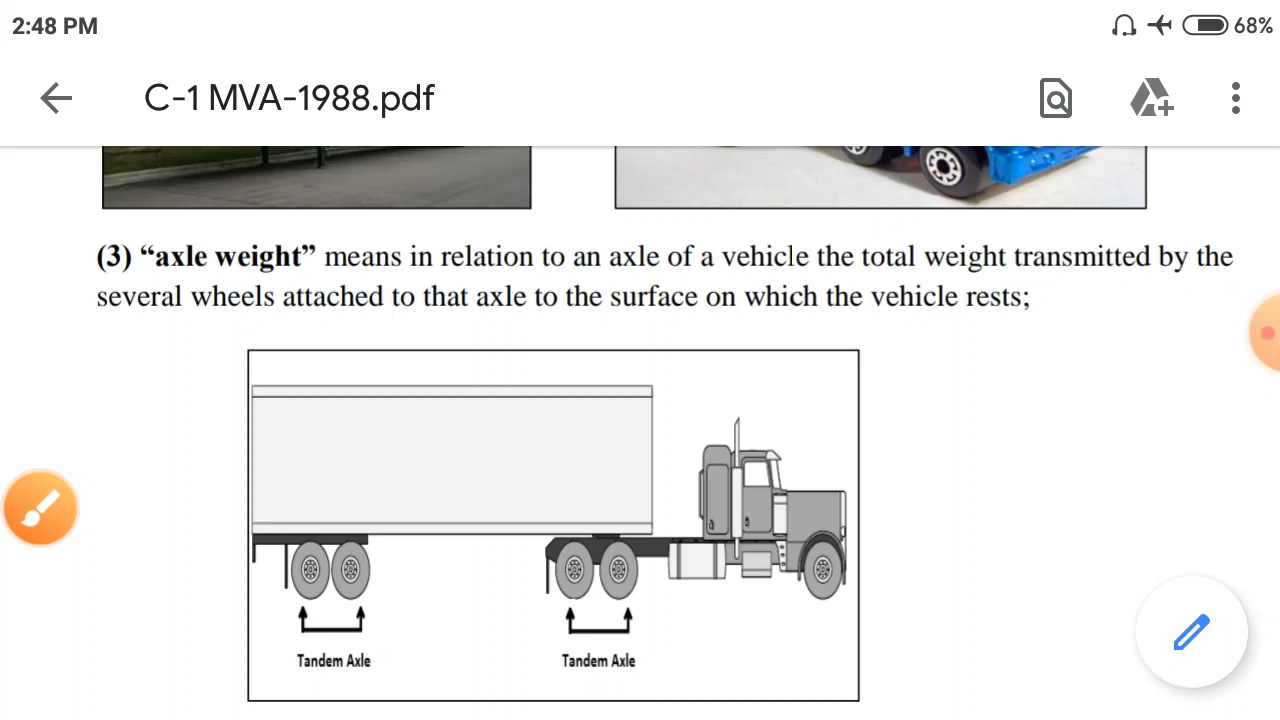 2:48 PM
68%
C-1 MVA-1988.pdf
(3) “axle weight” means in relation to an axle of a vehicle the total weight transmitted by the
several wheels attached to that axle to the surface on which the vehicle rests;
Tandem Axle
Tandem Axle